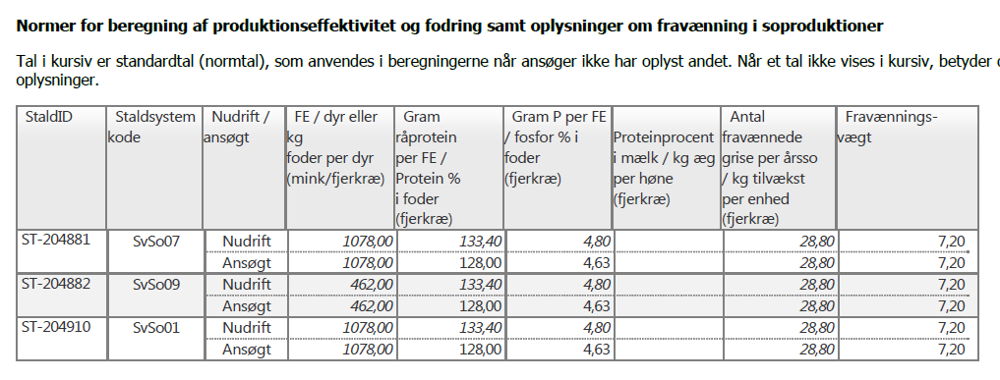 Normer for beregning af produktionseffektivitet og fodring samt oplysninger om fravænning i soproduktioner
Tal i kursiv er standardtal (normtal), som anvendes i beregningerne når ansøger ikke har oplyst andet. Når et tal ikke vises i kursiv, betyder
oplysninger.
StaldID Staldsystem kode Nudrift / ansøgt FE / dyr eller kg foder per dyr (mink/fjerkræ) Gram råprotein per FE / Protein % i foder (fjerkræ) Gram P per FE / fosfor % i foder (fjerkræ) Proteinprocent i mælk / kg æg per høne (fjerkræ) Antal fravænnede grise per årsso / kg tilvækst per enhed (fjerkræ) Fravænnings- vægt
ST-204881 SvSo07 Nudrift 1078,00 133,40 4,80 28,80 7,20
Ansøgt 1078,00 128,00 4,63 28,80 7,20
ST-204882 SvSo09 Nudrift 462,00 133,40 4,80 28,80 7,20
Ansøgt 462,00 128,00 4,63 28,80 7,20
ST-204910 SvSo01 Nudrift 1078,00 133,40 4,80 28,80 7,20
Ansøgt 1078,00 128,00 4,63 28,80 7,20